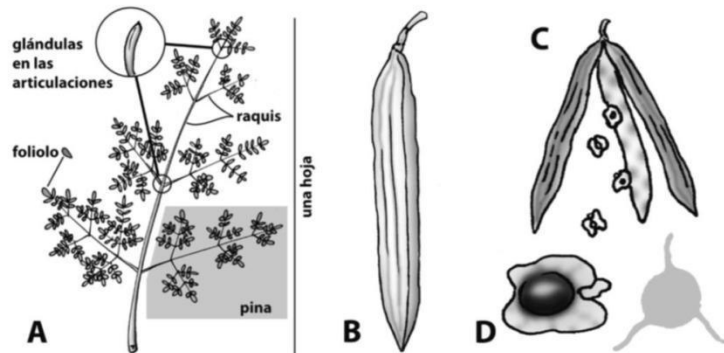 glándulas
en las
articulaciones
raquis
foliolo
una hoja
pina
A
B
C
D